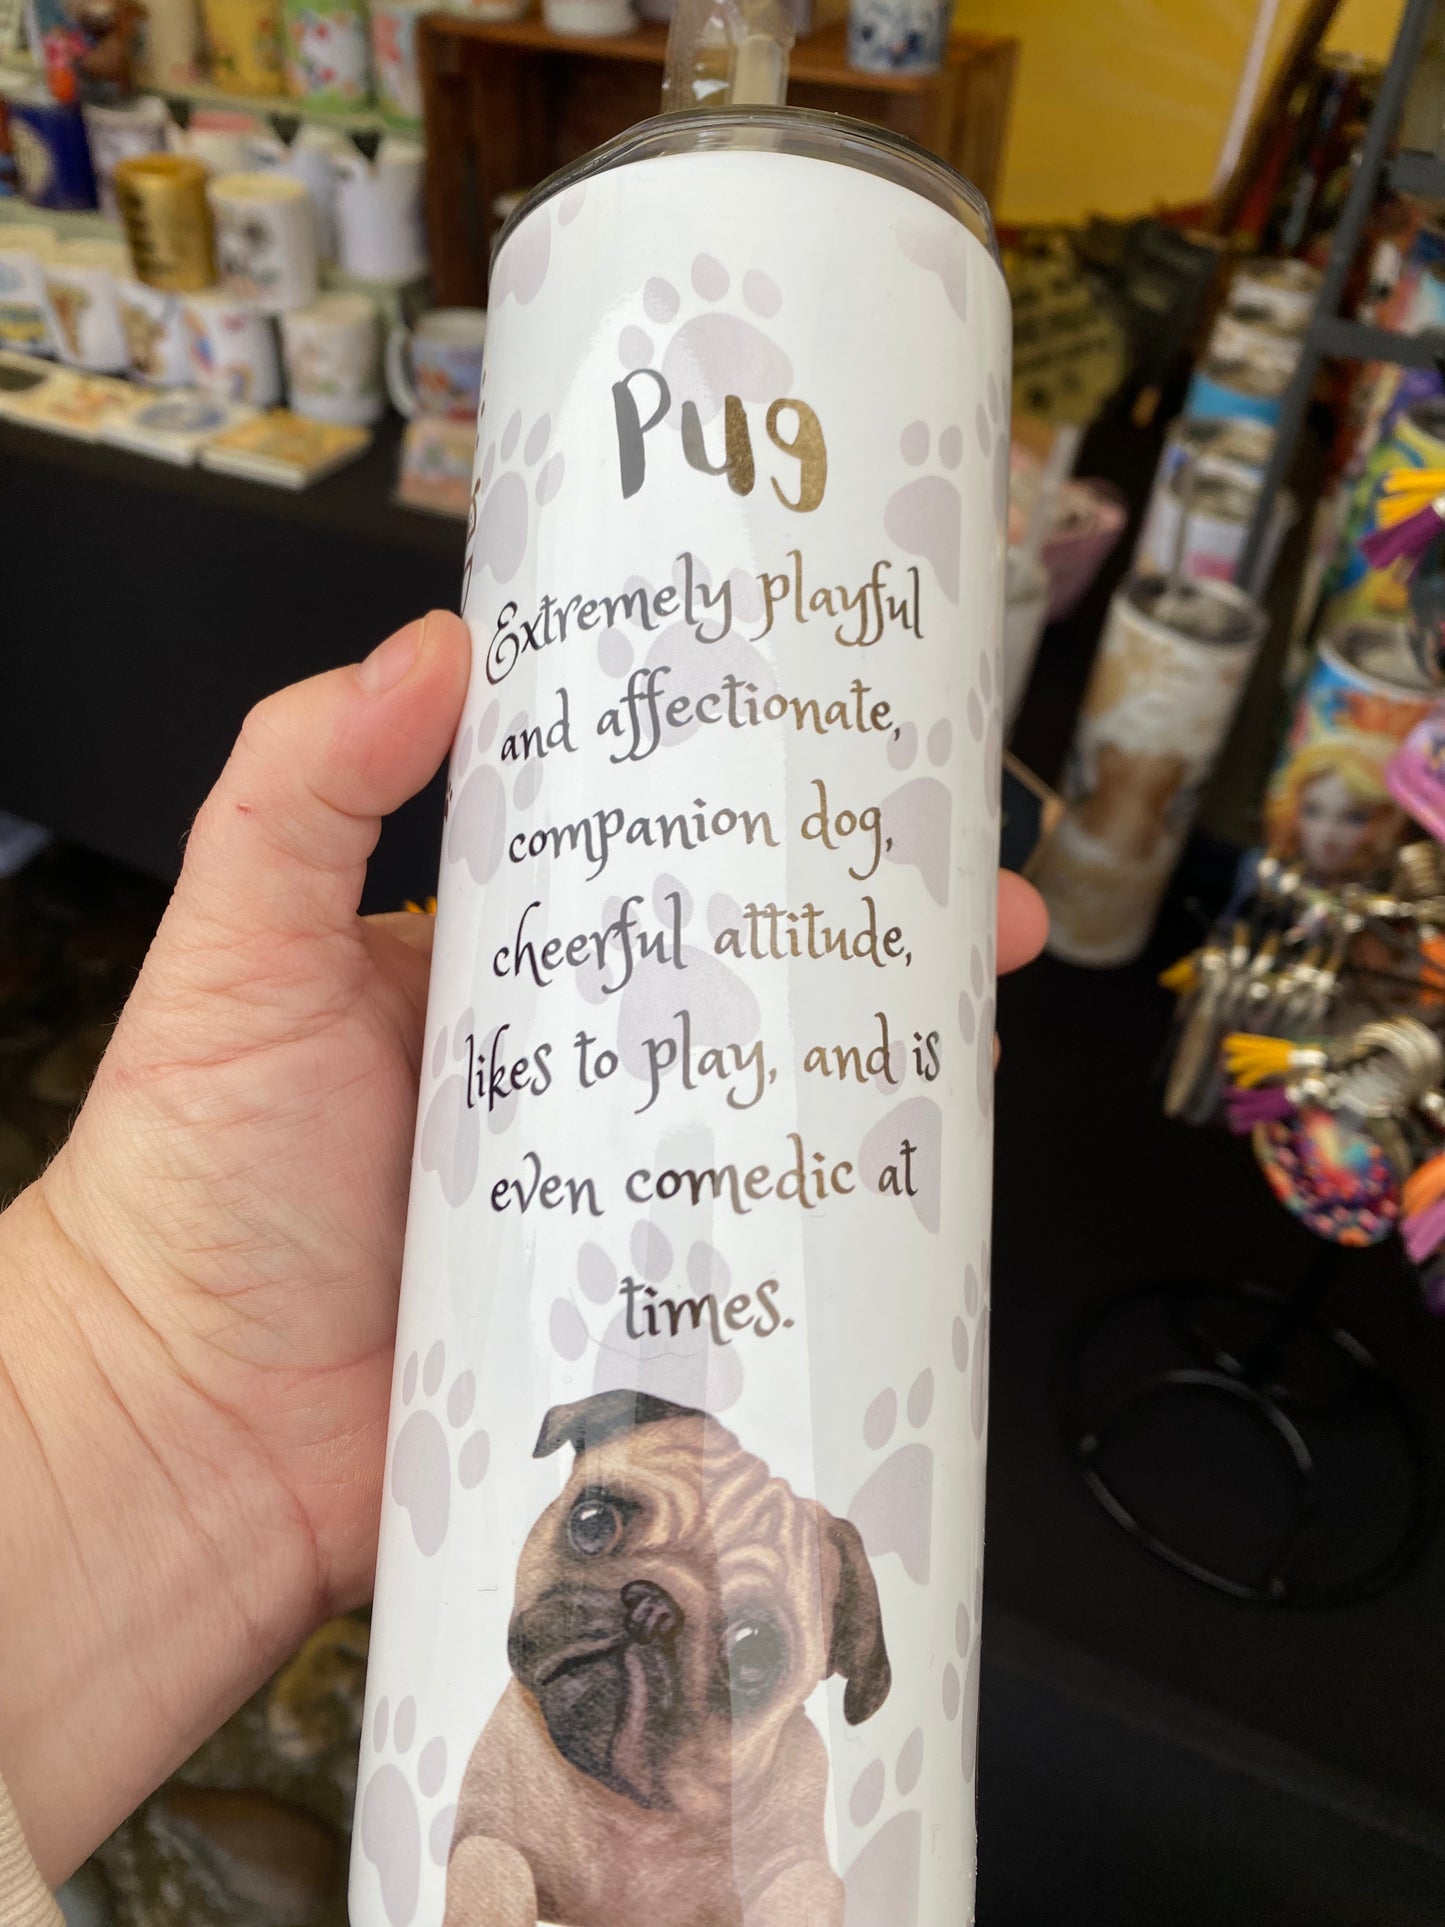 Pug
Extremely playful
and affectionate,
companion dog,
cheerful attitude,
likes to play, and is
even comedic at
times.